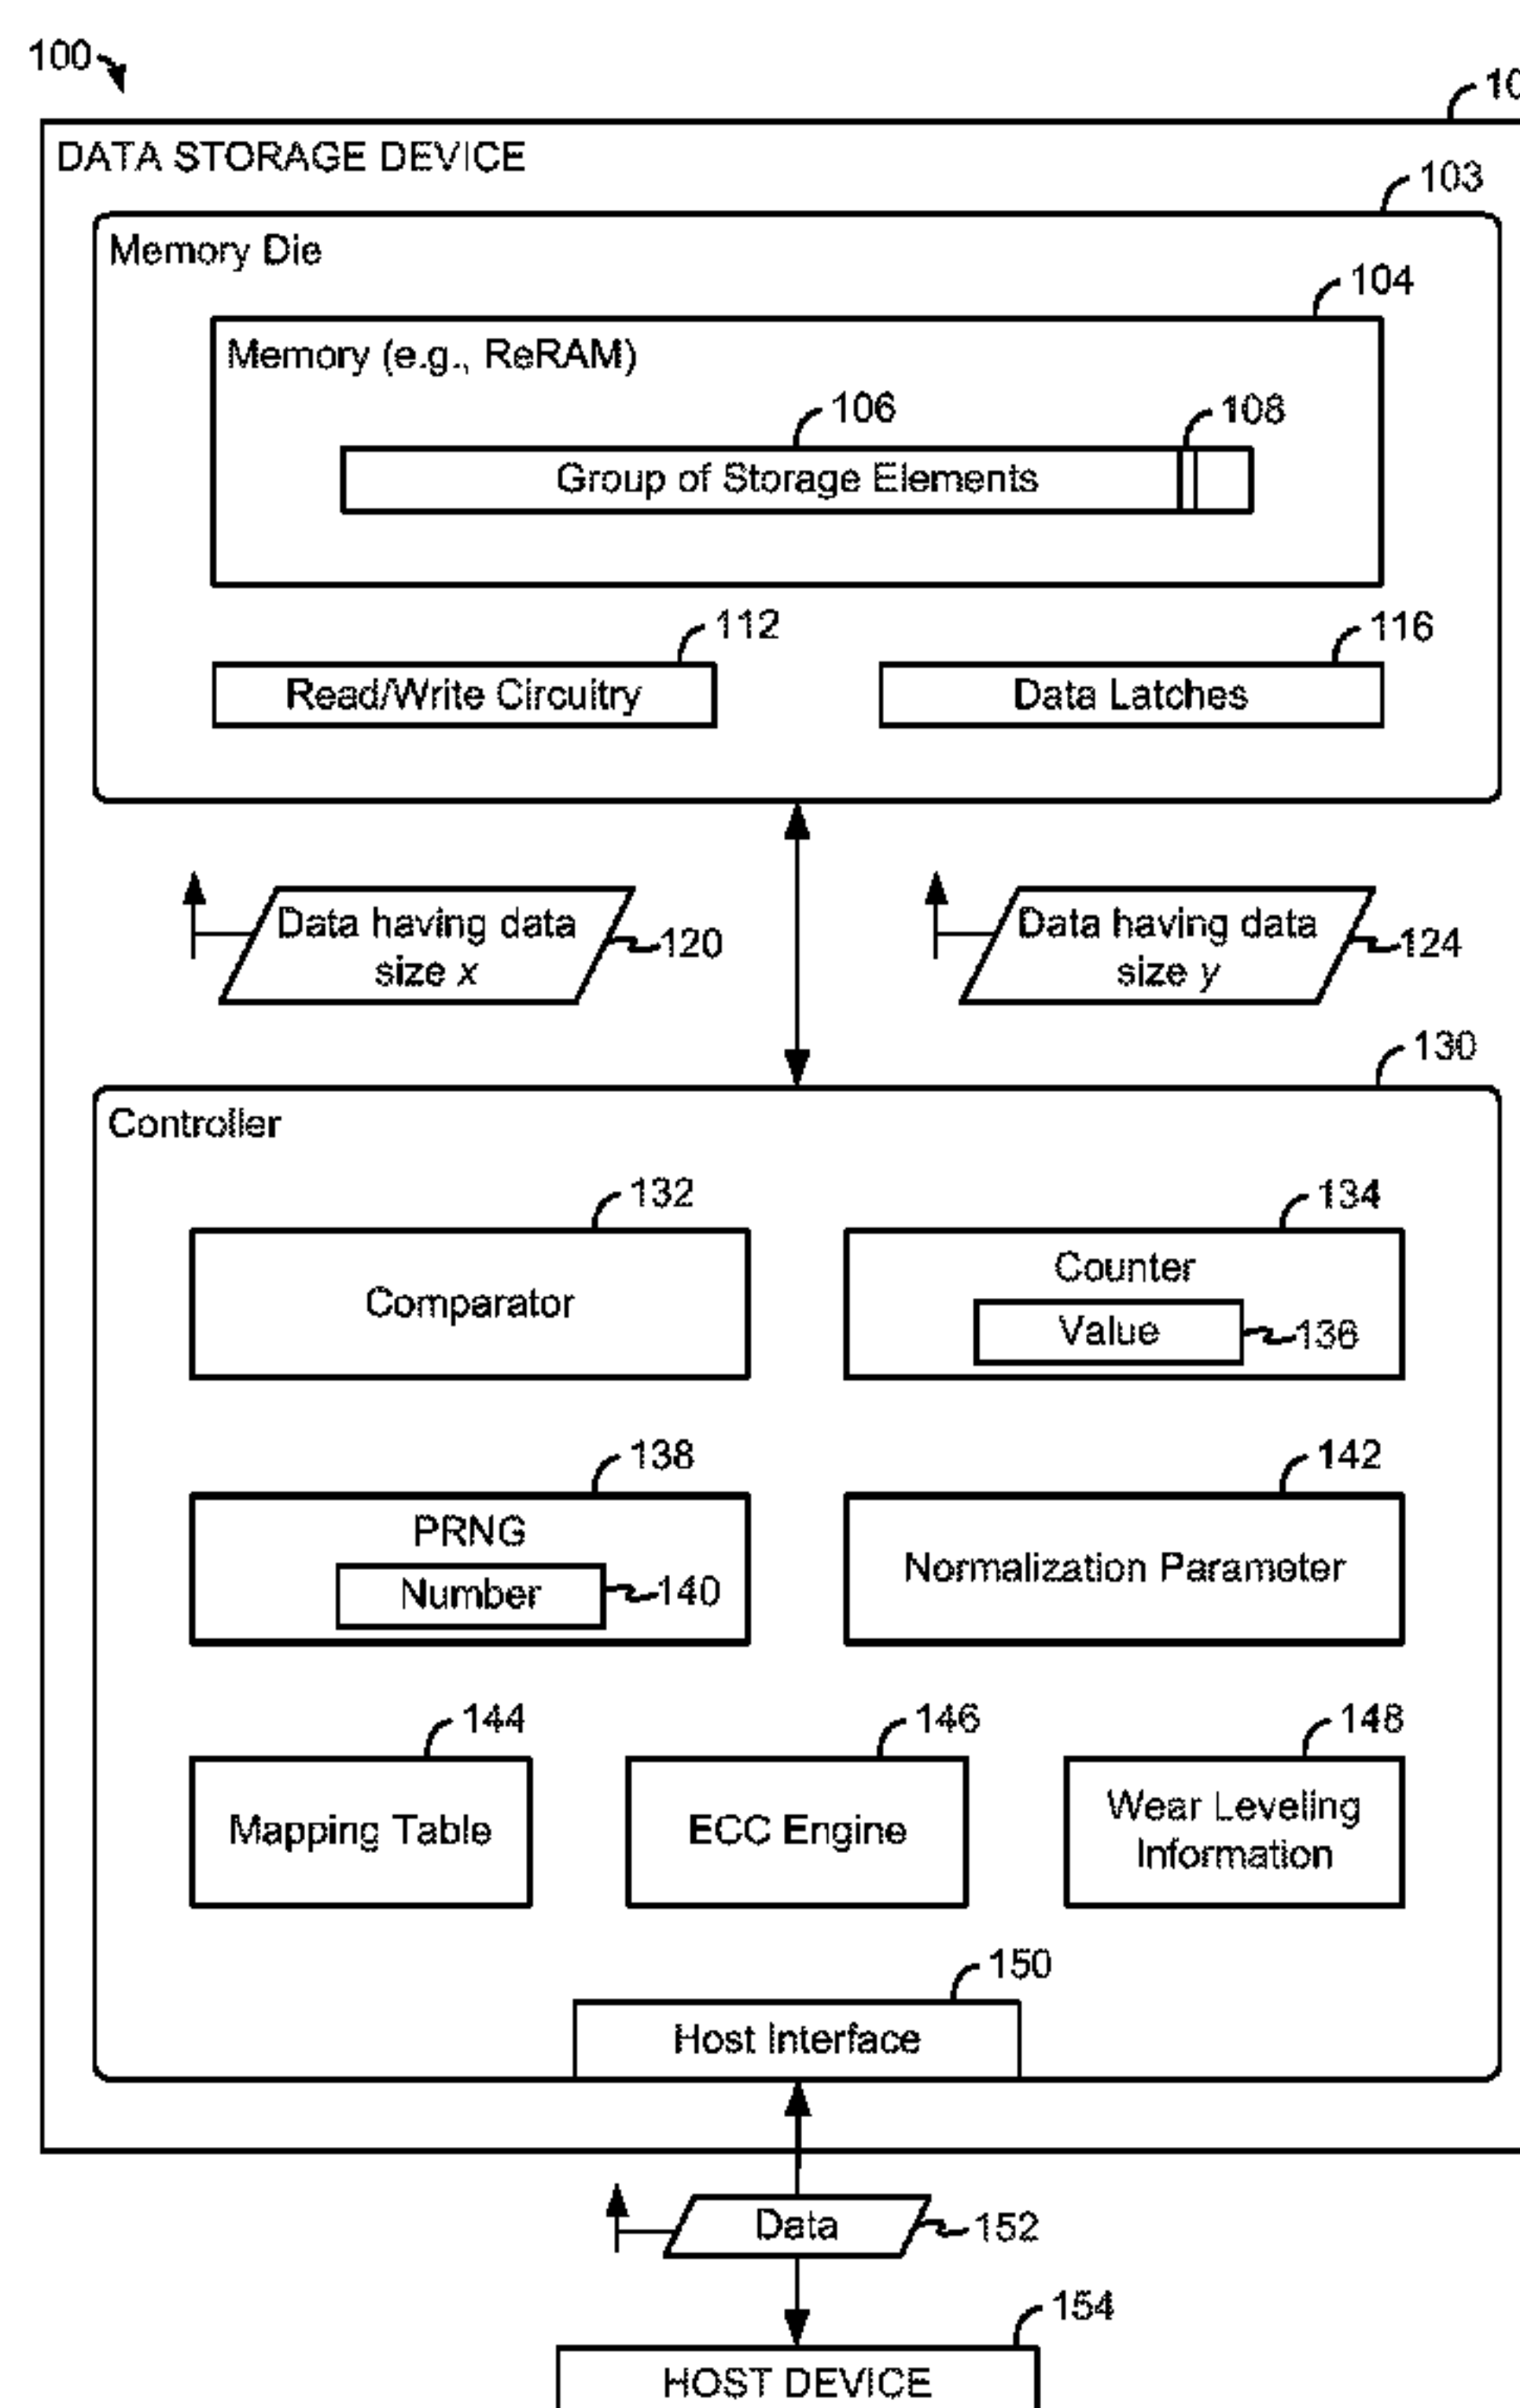 100
10
DATA STORAGE DEVICE
103
Memory Die
104
Memory (e.g., ReRAM)
106
108
Group of Storage Elements
112
116
Read/Write Circuitry
Data Latches
Data having data
size x
120
Data having data
size y
124
130
Controller
132
134
Comparator
Counter
Value
136
138
142
PRNG
Number
140
Normalization Parameter
144
146
148
Mapping Table
ECC Engine
Wear Leveling
Information
150
Host Interface
Data
152
154
HOST DEVICE